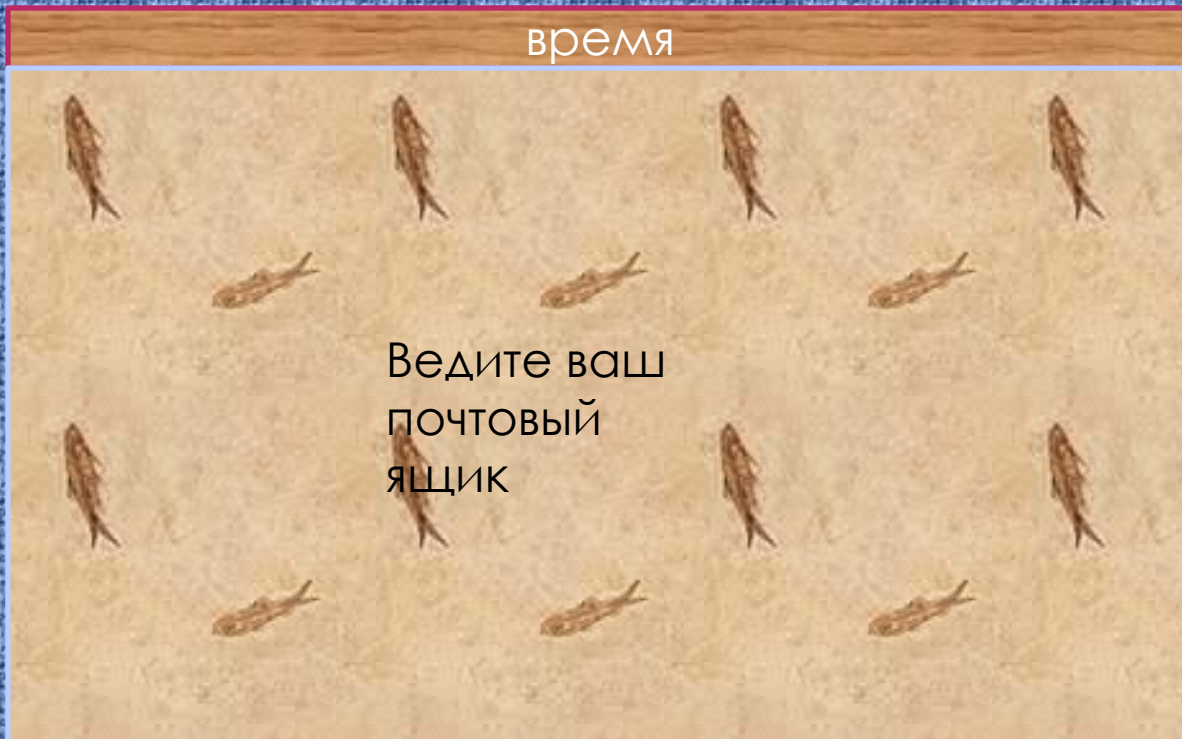 время
Ведите ваш
почтовый
ящик